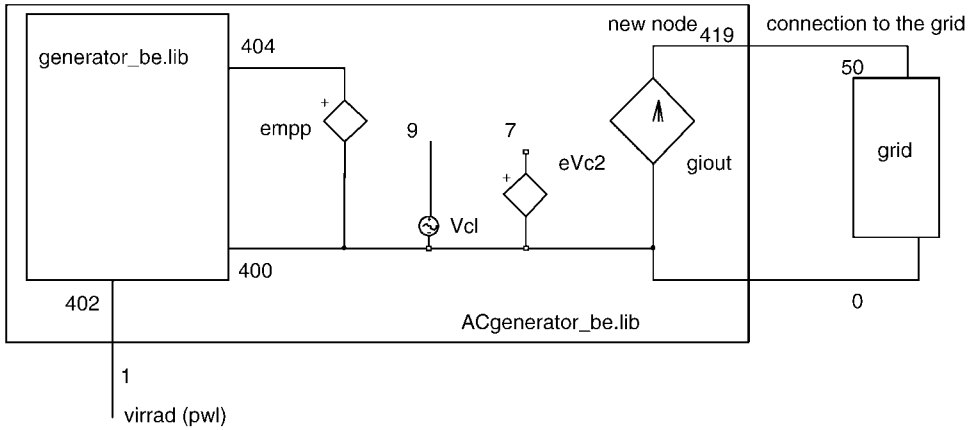 new node
419
connection to the grid
generator_be.lib
404
50
+
empp
9
7
eVc2
giout
grid
+
Vcl
400
402
0
ACgenerator_be.lib
1
virrad (pwl)